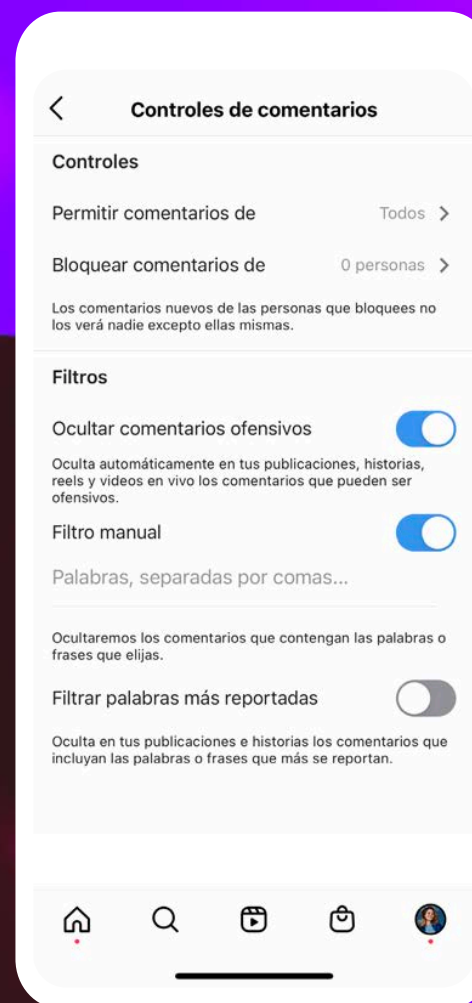 Controles de comentarios
Controles
Permitir comentarios de Todos
Bloquear comentarios de 0 personas
Los comentarios nuevos de las personas que bloquees no
los verá nadie excepto ellas mismas.
Filtros
Ocultar comentarios ofensivos
Oculta automáticamente en tus publicaciones, historias,
reels y videos en vivo los comentarios que pueden ser
ofensivos.
Filtro manual
Palabras, separadas por comas...
Ocultaremos los comentarios que contengan las palabras o
frases que elijas.
Filtrar palabras más reportadas
Oculta en tus publicaciones e historias los comentarios que
incluyan las palabras o frases que más se reportan.